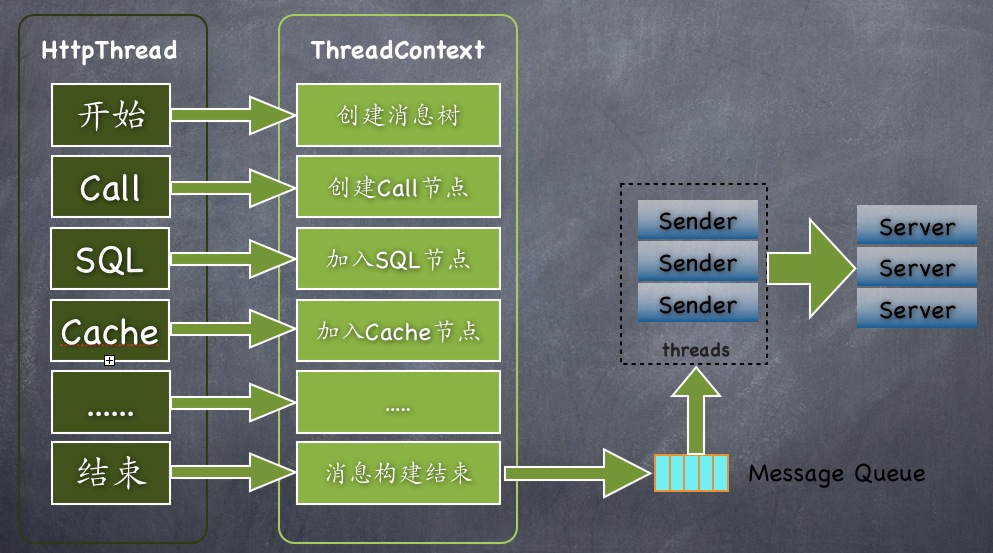 HttpThread
ThreadContext
开始
创建消息树
Call
创建Call节点
SQL
加入SQL节点
Cache
加入Cache节点
......
.....
结束
消息构建结束
Sender
Sender
Sender
threads
Server
Server
Server
Message Queue